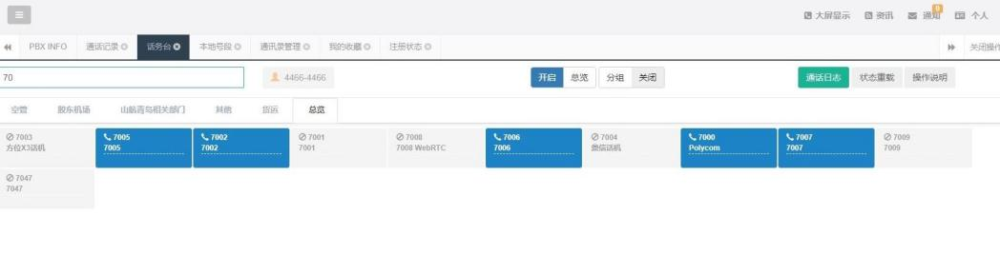 大屏显示 资讯 通知 0 个人
PBX INFO 通话记录 话务台 本地号段 通讯录管理 我的收藏 注册状态 关闭操作
70 4466-4466 开启 总览 分组 关闭 通话日志 状态重载 操作说明
空管 胶东机场 山航青岛相关部门 其他 货运 总览
7003 7005 7002 7001 7008 7006 7004 7000 7007 7009
方位X3话机 7005 7002 7001 7008 WebRTC 7006 微信话机 Polycom 7007 7009
7047
7047